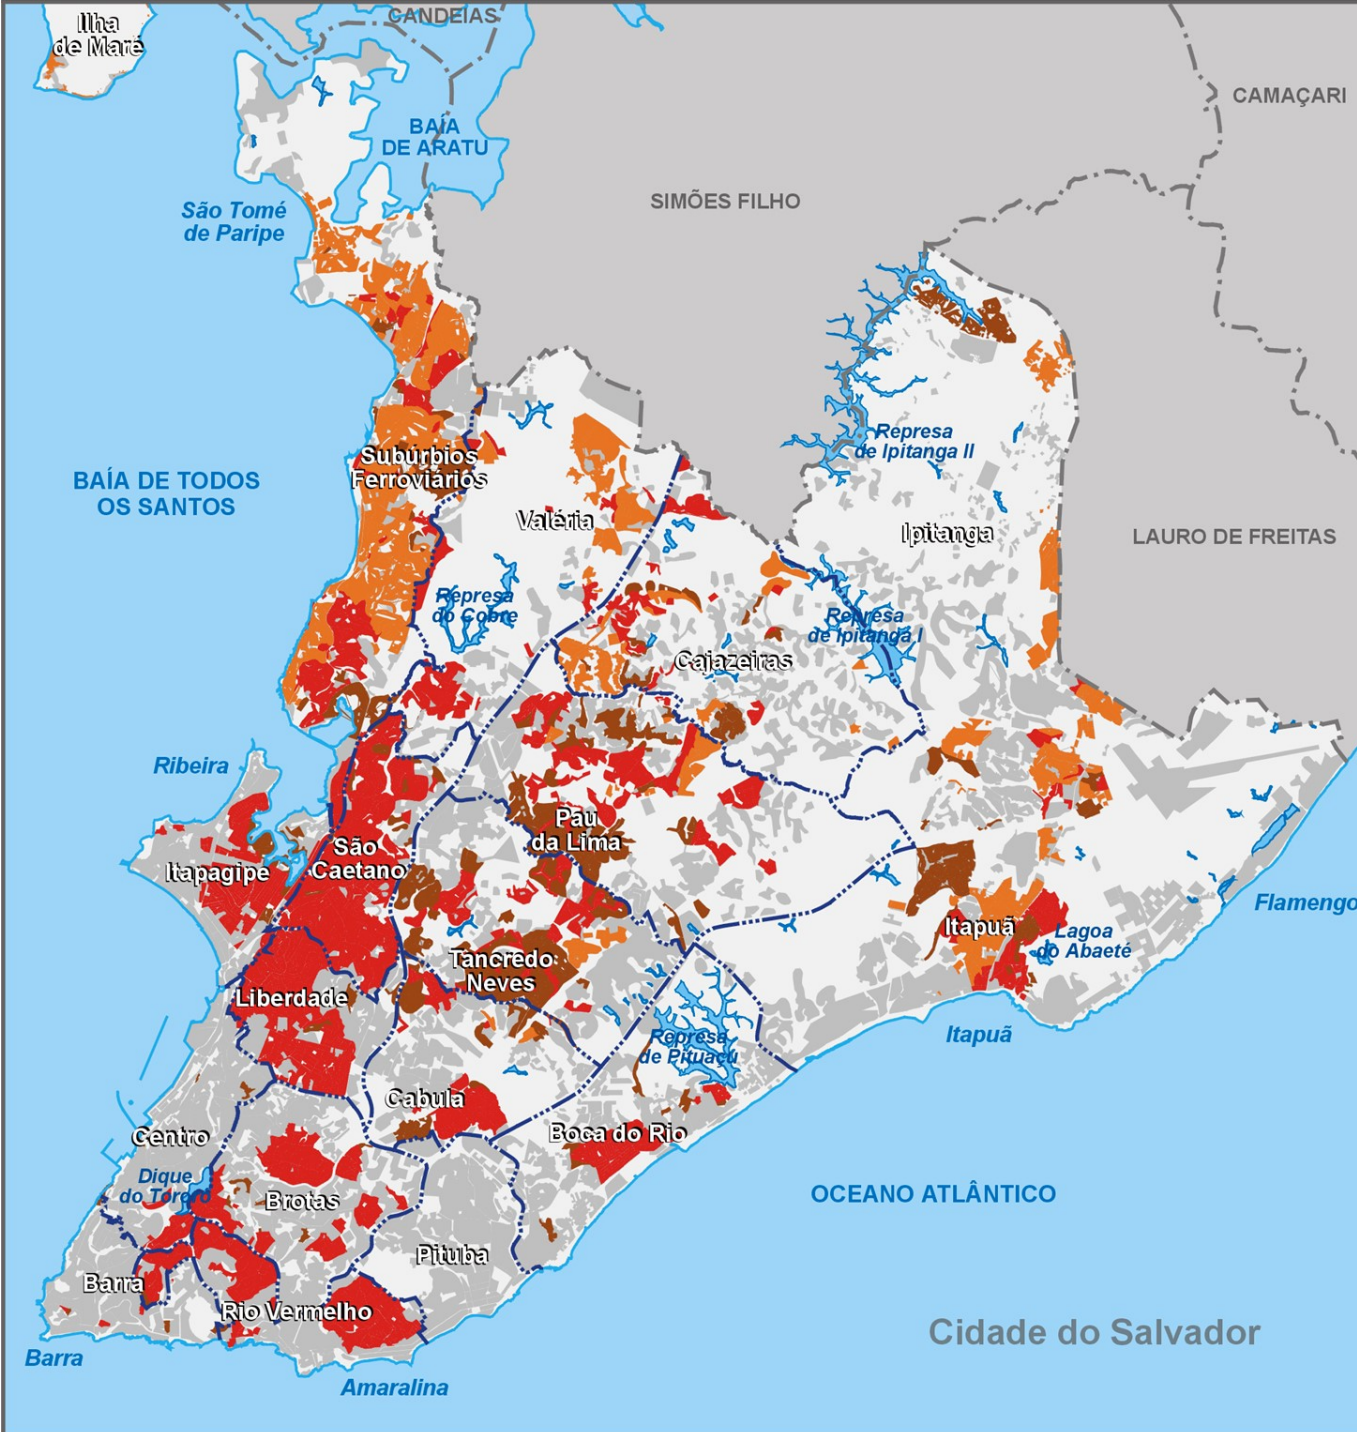 CANDEIAS
Ilha
de Maré
CAMAÇARI
BAÍA
DE ARATU
SIMÕES FILHO
São Tomé
de Paripe
Represa
de Ipitanga II
Subúrbios
Ferroviários
BAÍA DE TODOS
OS SANTOS
Valéria
Ipitanga
LAURO DE FREITAS
Represa
do Cobre
Represa
de Ipitanga I
Cajazeiras
Ribeira
Pau
da Lima
São
Caetano
Itapagipe
Flamengo
Itapuã
Lagoa
do Abaeté
Tancredo
Neves
Liberdade
Itapuã
Represa
de Pituaçu
Cabula
Boca do Rio
Centro
Dique
do Tororó
Brotas
OCEANO ATLÂNTICO
Pituba
Barra
Rio Vermelho
Cidade do Salvador
Barra
Amaralina